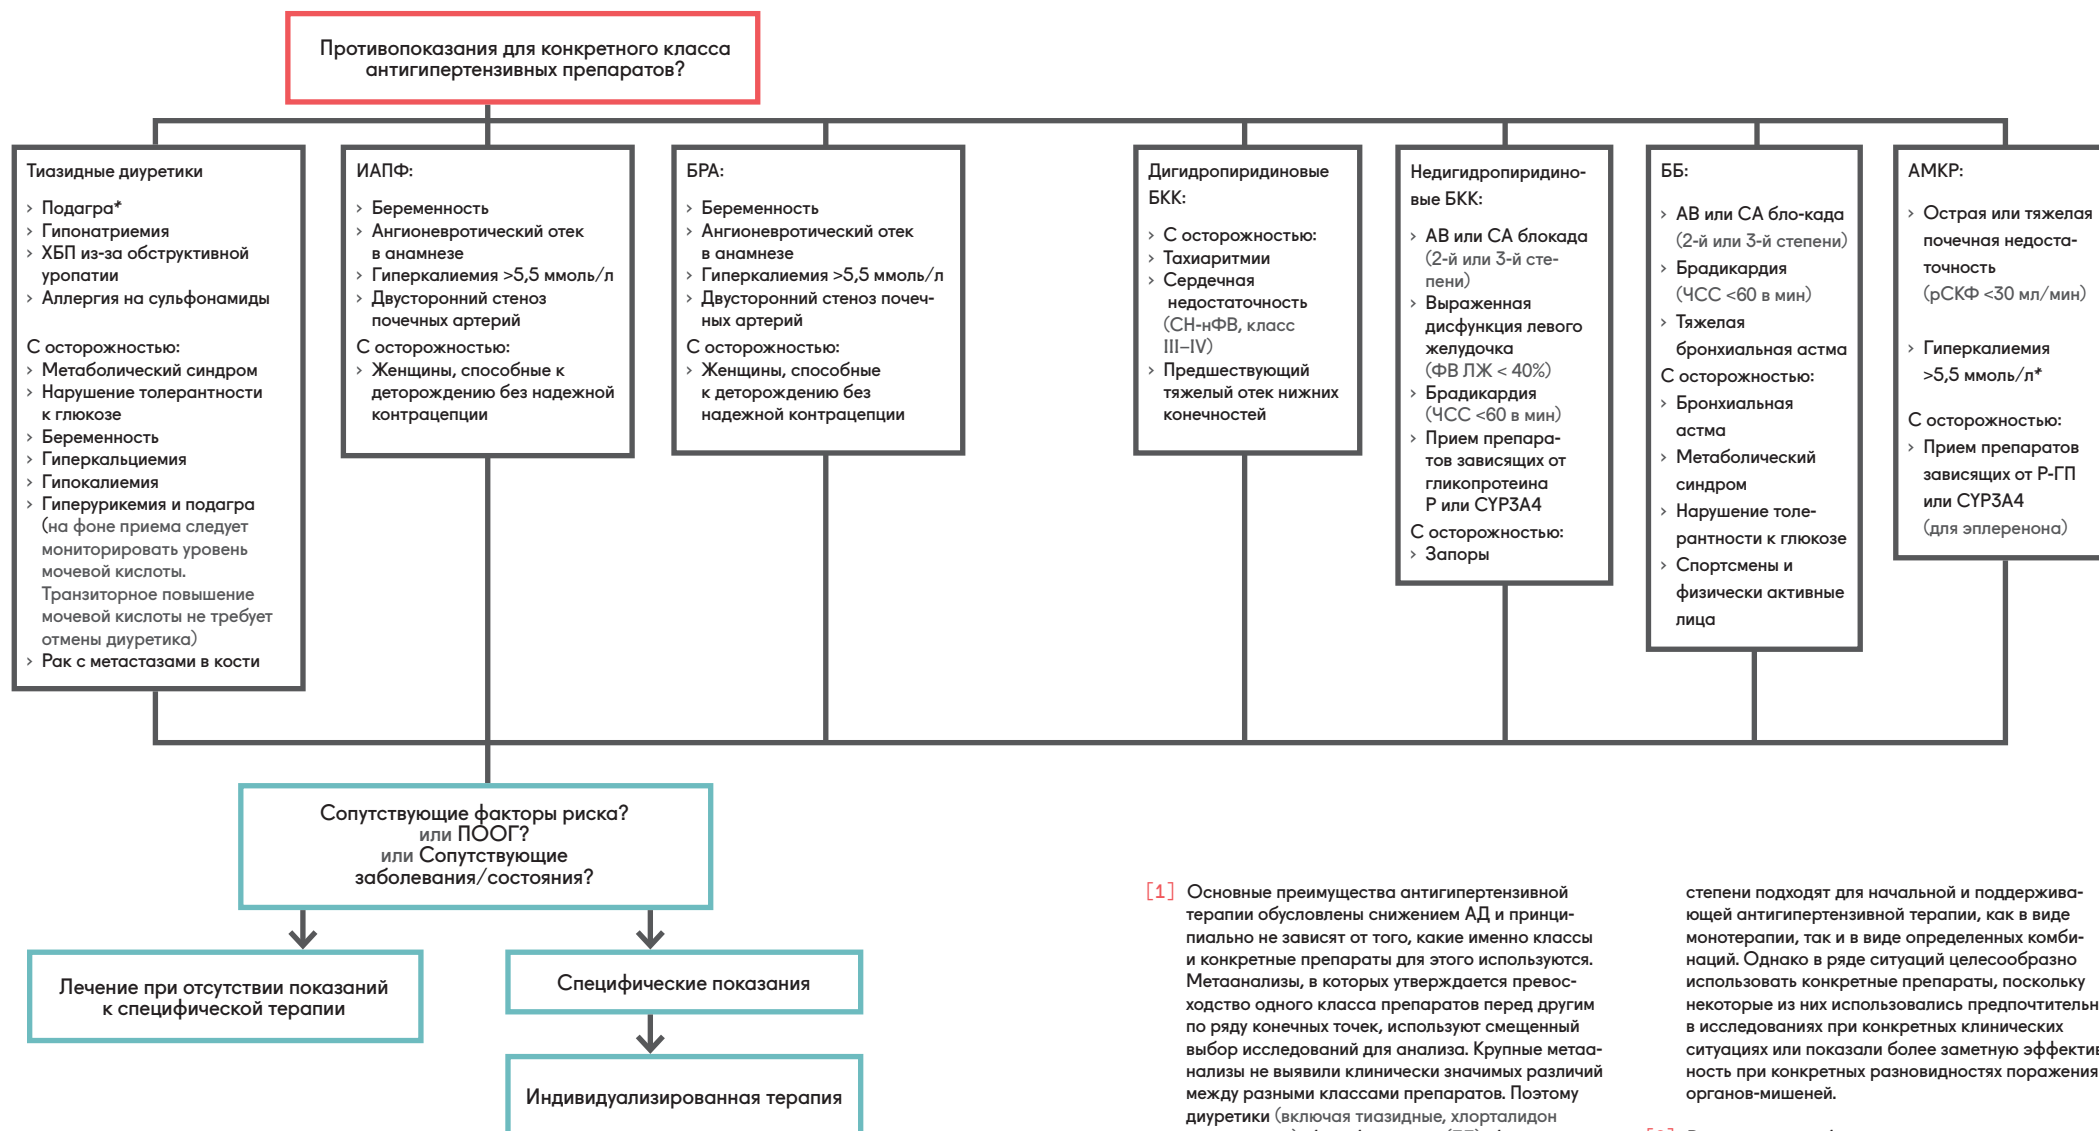 Противопоказания для конкретного класса
антигипертензивных препаратов?
Тиазидные диуретики
› Подагра*
› Гипонатриемия
› ХБП из-за обструктивной
уропатии
› Аллергия на сульфонамиды
С осторожностью:
› Метаболический синдром
› Нарушение толерантности
к глюкозе
› Беременность
› Гиперкальциемия
› Гипокалиемия
› Гиперурикемия и подагра
(на фоне приема следует
мониторировать уровень
мочевой кислоты.
Транзиторное повышение
мочевой кислоты не требует
отмены диуретика)
› Рак с метастазами в кости
ИАПФ:
› Беременность
› Ангионевротический отек
в анамнезе
› Гиперкалиемия >5,5 ммоль/л
› Двусторонний стеноз
почечных артерий
С осторожностью:
› Женщины, способные к
деторождению без надежной
контрацепции
БРА:
› Беременность
› Ангионевротический отек
в анамнезе
› Гиперкалиемия >5,5 ммоль/л
› Двусторонний стеноз почеч-
ных артерий
С осторожностью:
› Женщины, способные
к деторождению без
надежной контрацепции
Дигидропиридиновые
БКК:
› С осторожностью:
› Тахиаритмии
› Сердечная
недостаточность
(СН-нФВ, класс
III–IV)
› Предшествующий
тяжелый отек нижних
конечностей
Недигидропиридино-
вые БКК:
› АВ или СА блокада
(2-й или 3-й сте-
пени)
› Выраженная
дисфункция левого
желудочка
(ФВ ЛЖ < 40%)
› Брадикардия
(ЧСС <60 в мин)
› Прием препара-
тов зависящих от
гликопротеина
Р или CYP3A4
С осторожностью:
› Запоры
ББ:
› АВ или СА бло-када
(2-й или 3-й степени)
› Брадикардия
(ЧСС <60 в мин)
› Тяжелая
бронхиальная астма
С осторожностью:
› Бронхиальная
астма
› Метаболический
синдром
› Нарушение толе-
рантности к глюкозе
› Спортсмены и
физически активные
лица
АМКР:
› Острая или тяжелая
почечная недоста-
точность
(рСКФ <30 мл/мин)
› Гиперкалиемия
>5,5 ммоль/л*
С осторожностью:
› Прием препаратов
зависящих от Р-ГП
или CYP3A4
(для эплеренона)
Сопутствующие факторы риска?
или ПООГ?
или Сопутствующие
заболевания/состояния?
Лечение при отсутствии показаний
к специфической терапии
Специфические показания
Индивидуализированная терапия
[1] Основные преимущества антигипертензивной
терапии обусловлены снижением АД и принци-
пиально не зависят от того, какие именно классы
и конкретные препараты для этого используются.
Метаанализы, в которых утверждается превос-
ходство одного класса препаратов перед другим
по ряду конечных точек, используют смещенный
выбор исследований для анализа. Крупные метаа-
нализы не выявили клинически значимых различий
между разными классами препаратов. Поэтому
диуретики (включая тиазидные, хлорталидон
степени подходят для начальной и поддержива-
ющей антигипертензивной терапии, как в виде
монотерапии, так и в виде определенных комби-
наций. Однако в ряде ситуаций целесообразно
использовать конкретные препараты, поскольку
некоторые из них использовались предпочтительн
в исследованиях при конкретных клинических
ситуациях или показали более заметную эффектив
ность при конкретных разновидностях поражения
органов-мишеней.